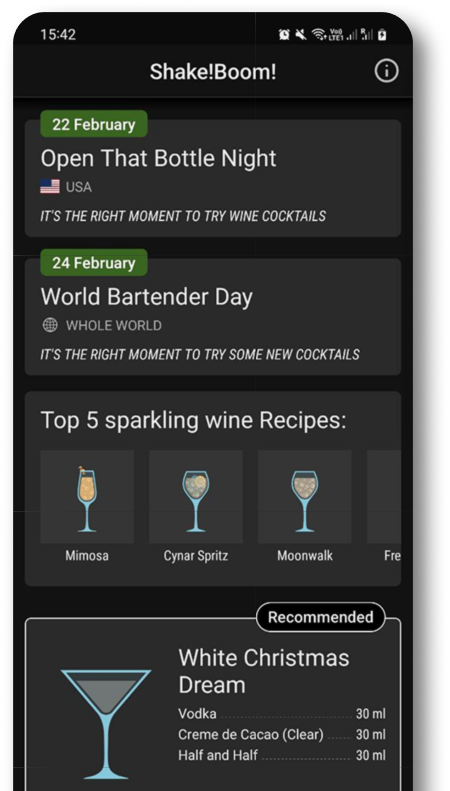 15:42
Shake!Boom!
22 February
Open That Bottle Night
USA
IT'S THE RIGHT MOMENT TO TRY WINE COCKTAILS
24 February
World Bartender Day
WHOLE WORLD
IT'S THE RIGHT MOMENT TO TRY SOME NEW COCKTAILS
Top 5 sparkling wine Recipes:
Mimosa Cynar Spritz Moonwalk Fre
Recommended
White Christmas
Dream
Vodka 30 ml
Creme de Cacao (Clear) 30 ml
Half and Half 30 ml